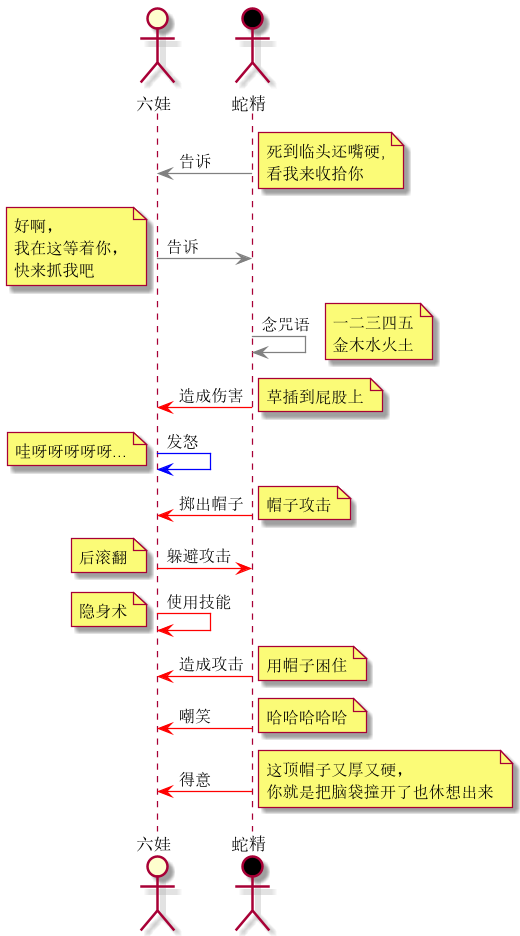 六娃 蛇精
告诉
死到临头还嘴硬,
看我来收拾你
好啊，
我在这等着你，
快来抓我吧
告诉
念咒语
一二三四五
金木水火土
造成伤害
草插到屁股上
哇呀呀呀呀呀...
发怒
掷出帽子
帽子攻击
后滚翻
躲避攻击
隐身术
使用技能
造成攻击
用帽子困住
嘲笑
哈哈哈哈哈
得意
这顶帽子又厚又硬，
你就是把脑袋撞开了也休想出来
六娃 蛇精